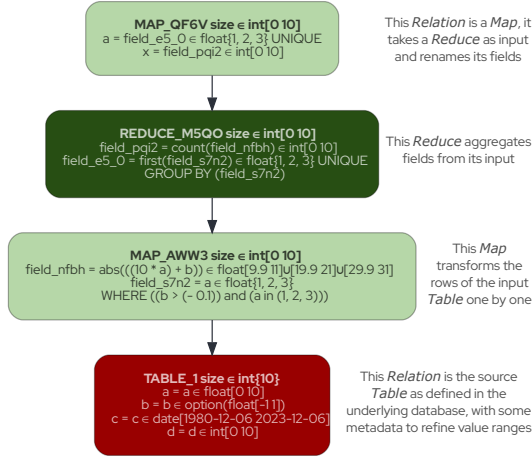 MAP_QF6V size ∈ int[0 10]
a = field_e5_0 ∈ float{1, 2, 3} UNIQUE
x = field_pqi2 ∈ int[0 10]
This Relation is a Map, it
takes a Reduce as input
and renames its fields
REDUCE_M5QO size ∈ int[0 10]
field_pqi2 = count(field_nfbh) ∈ int[0 10]
field_e5_0 = first(field_s7n2) ∈ float{1, 2, 3} UNIQUE
GROUP BY (field_s7n2)
This Reduce aggregates
fields from its input
MAP_AWW3 size ∈ int[0 10]
field_nfbh = abs(((10 * a) + b)) ∈ float[9.9 11]∪[19.9 21]∪[29.9 31]
field_s7n2 = a ∈ float{1, 2, 3}
WHERE ((b > (- 0.1)) and (a in (1, 2, 3)))
This Map
transforms the
rows of the input
Table one by one
TABLE_1 size ∈ int{10}
a = a ∈ float[0 10]
b = b ∈ option(float[-1 1])
c = c ∈ date[1980-12-06 2023-12-06]
d = d ∈ int[0 10]
This Relation is the source
Table as defined in the
underlying database, with some
metadata to refine value ranges